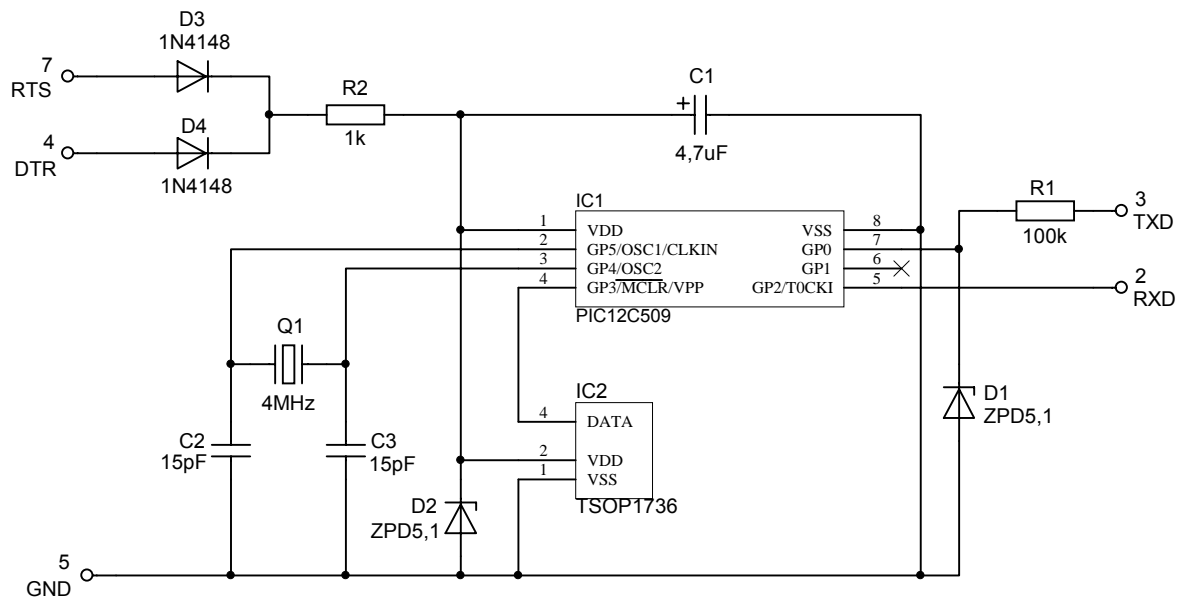 D3
1N4148
7
RTS
D4
1N4148
4
DTR
R2
1k
C1
+
4,7uF
IC1
1 VDD
2 GP5/OSC1/CLKIN
3 GP4/OSC2
4 GP3/MCLR/VPP
VSS 8
GP0 7
GP1 6
GP2/T0CKI 5
PIC12C509
R1
100k
3
TXD
2
RXD
Q1
4MHz
C2
15pF
C3
15pF
IC2
4 DATA
2 VDD
1 VSS
TSOP1736
D2
ZPD5,1
D1
ZPD5,1
5
GND